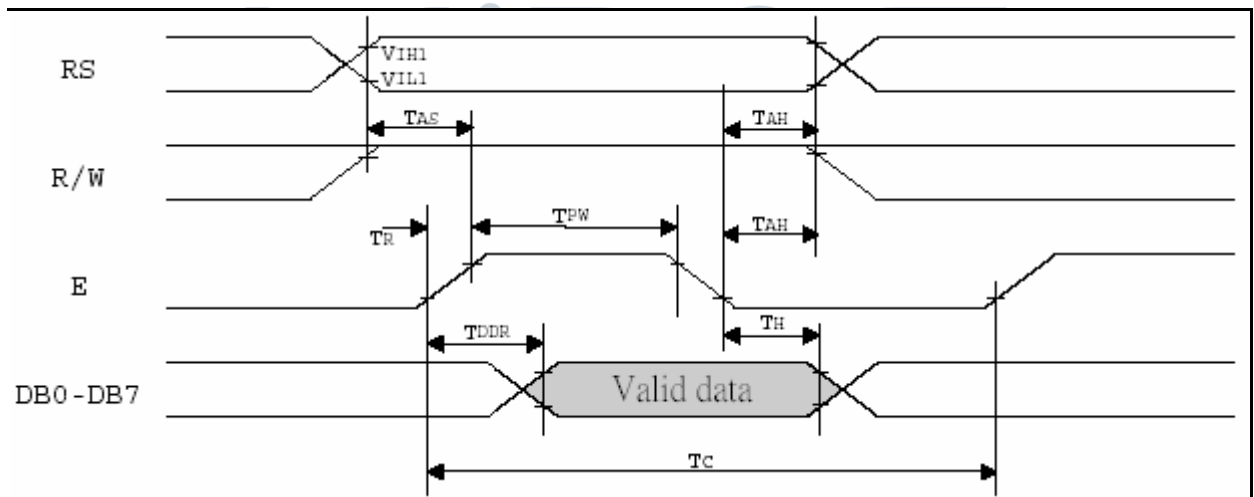 RS
VIH1
VIL1
TAS
TAH
R/W
TPW
TR
TAH
E
TDDR
TH
DB0-DB7
Valid data
TC